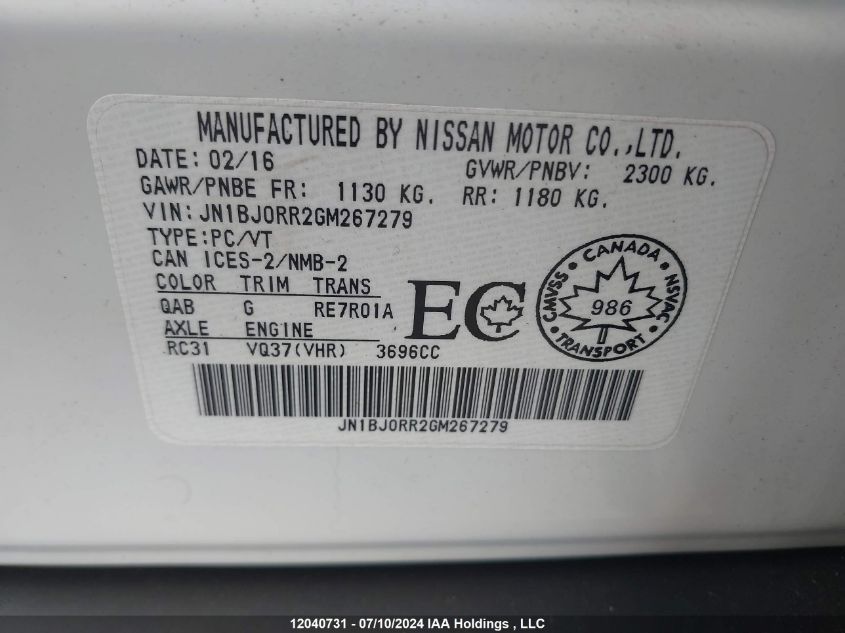 MANUFACTURED BY NISSAN MOTOR CO.,LTD.
DATE: 02/16 GVWR/PNBV: 2300 KG.
GAWR/PNBE FR: 1130 KG. RR: 1180 KG.
VIN: JN1BJ0RR2GM267279
TYPE:PC/VT
CAN ICES-2/NMB-2
COLOR TRIM TRANS
QAB G RE7R01A
AXLE ENGINE
RC31 VQ37(VHR) 3696CC
EC
CANADA
CMVSS 986 NSVAC
TRANSPORT
JN1BJ0RR2GM267279
12040731 - 07/10/2024 IAA Holdings , LLC